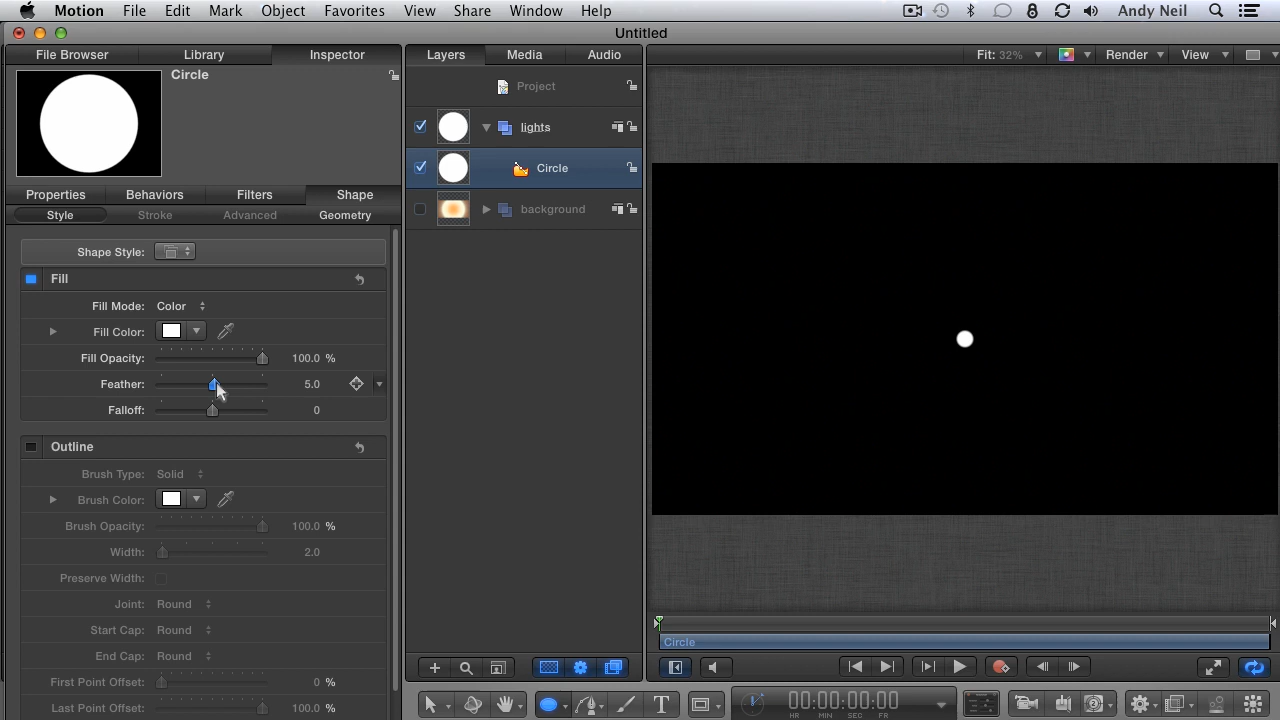 Motion File Edit Mark Object Favorites View Share Window Help Andy Neil
Untitled
File Browser Library Inspector
Layers Media Audio
Fit: 32% Render View
Circle
Project
lights
Circle
background
Properties Behaviors Filters Shape
Style Stroke Advanced Geometry
Shape Style:
Fill
Fill Mode: Color
Fill Color:
Fill Opacity: 100.0 %
Feather: 5.0
Falloff: 0
Outline
Brush Type: Solid
Brush Color:
Brush Opacity: 100.0 %
Width: 2.0
Preserve Width:
Joint: Round
Start Cap: Round
End Cap: Round
First Point Offset: 0 %
Last Point Offset: 100.0 %
Circle
T
00:00:00:00
HR MIN SEC FR